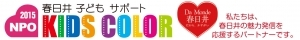 春日井 子ども サポート
2015
NPO
KIDS COLOR
Da Monde
春日井
私たちは、
春日井の魅力発信を
応援するパートナーです。